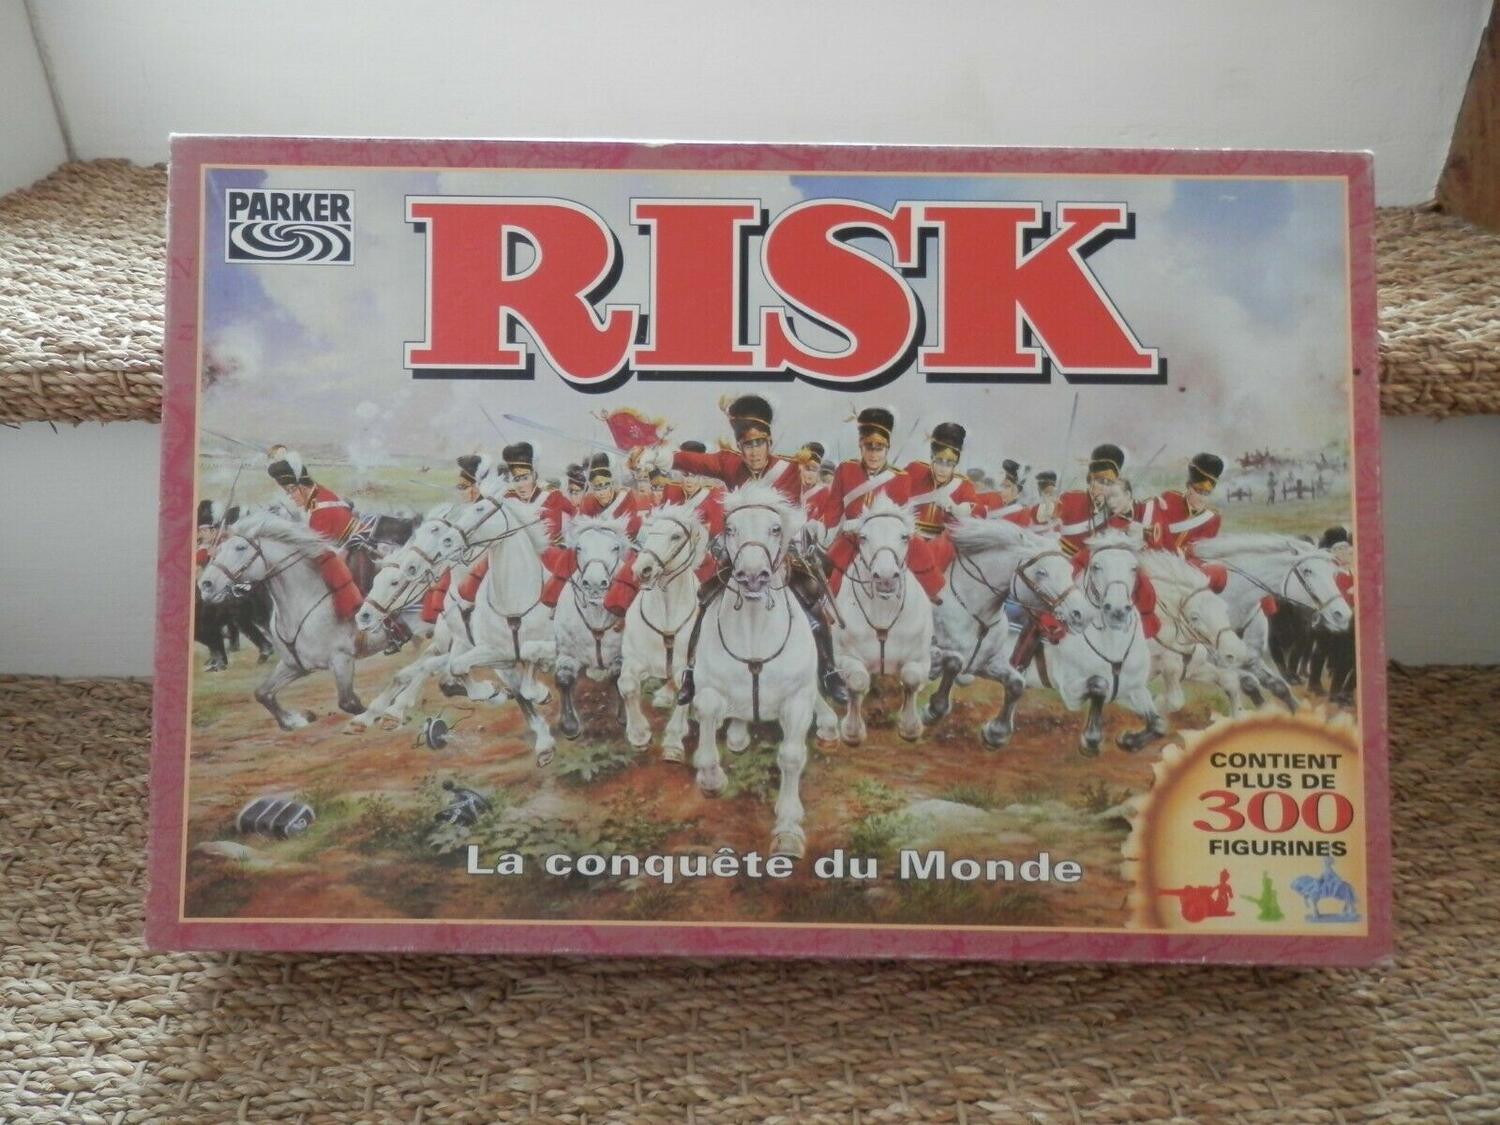 PARKER
RISK
CONTIENT
PLUS DE
300
FIGURINES
La conquête du Monde